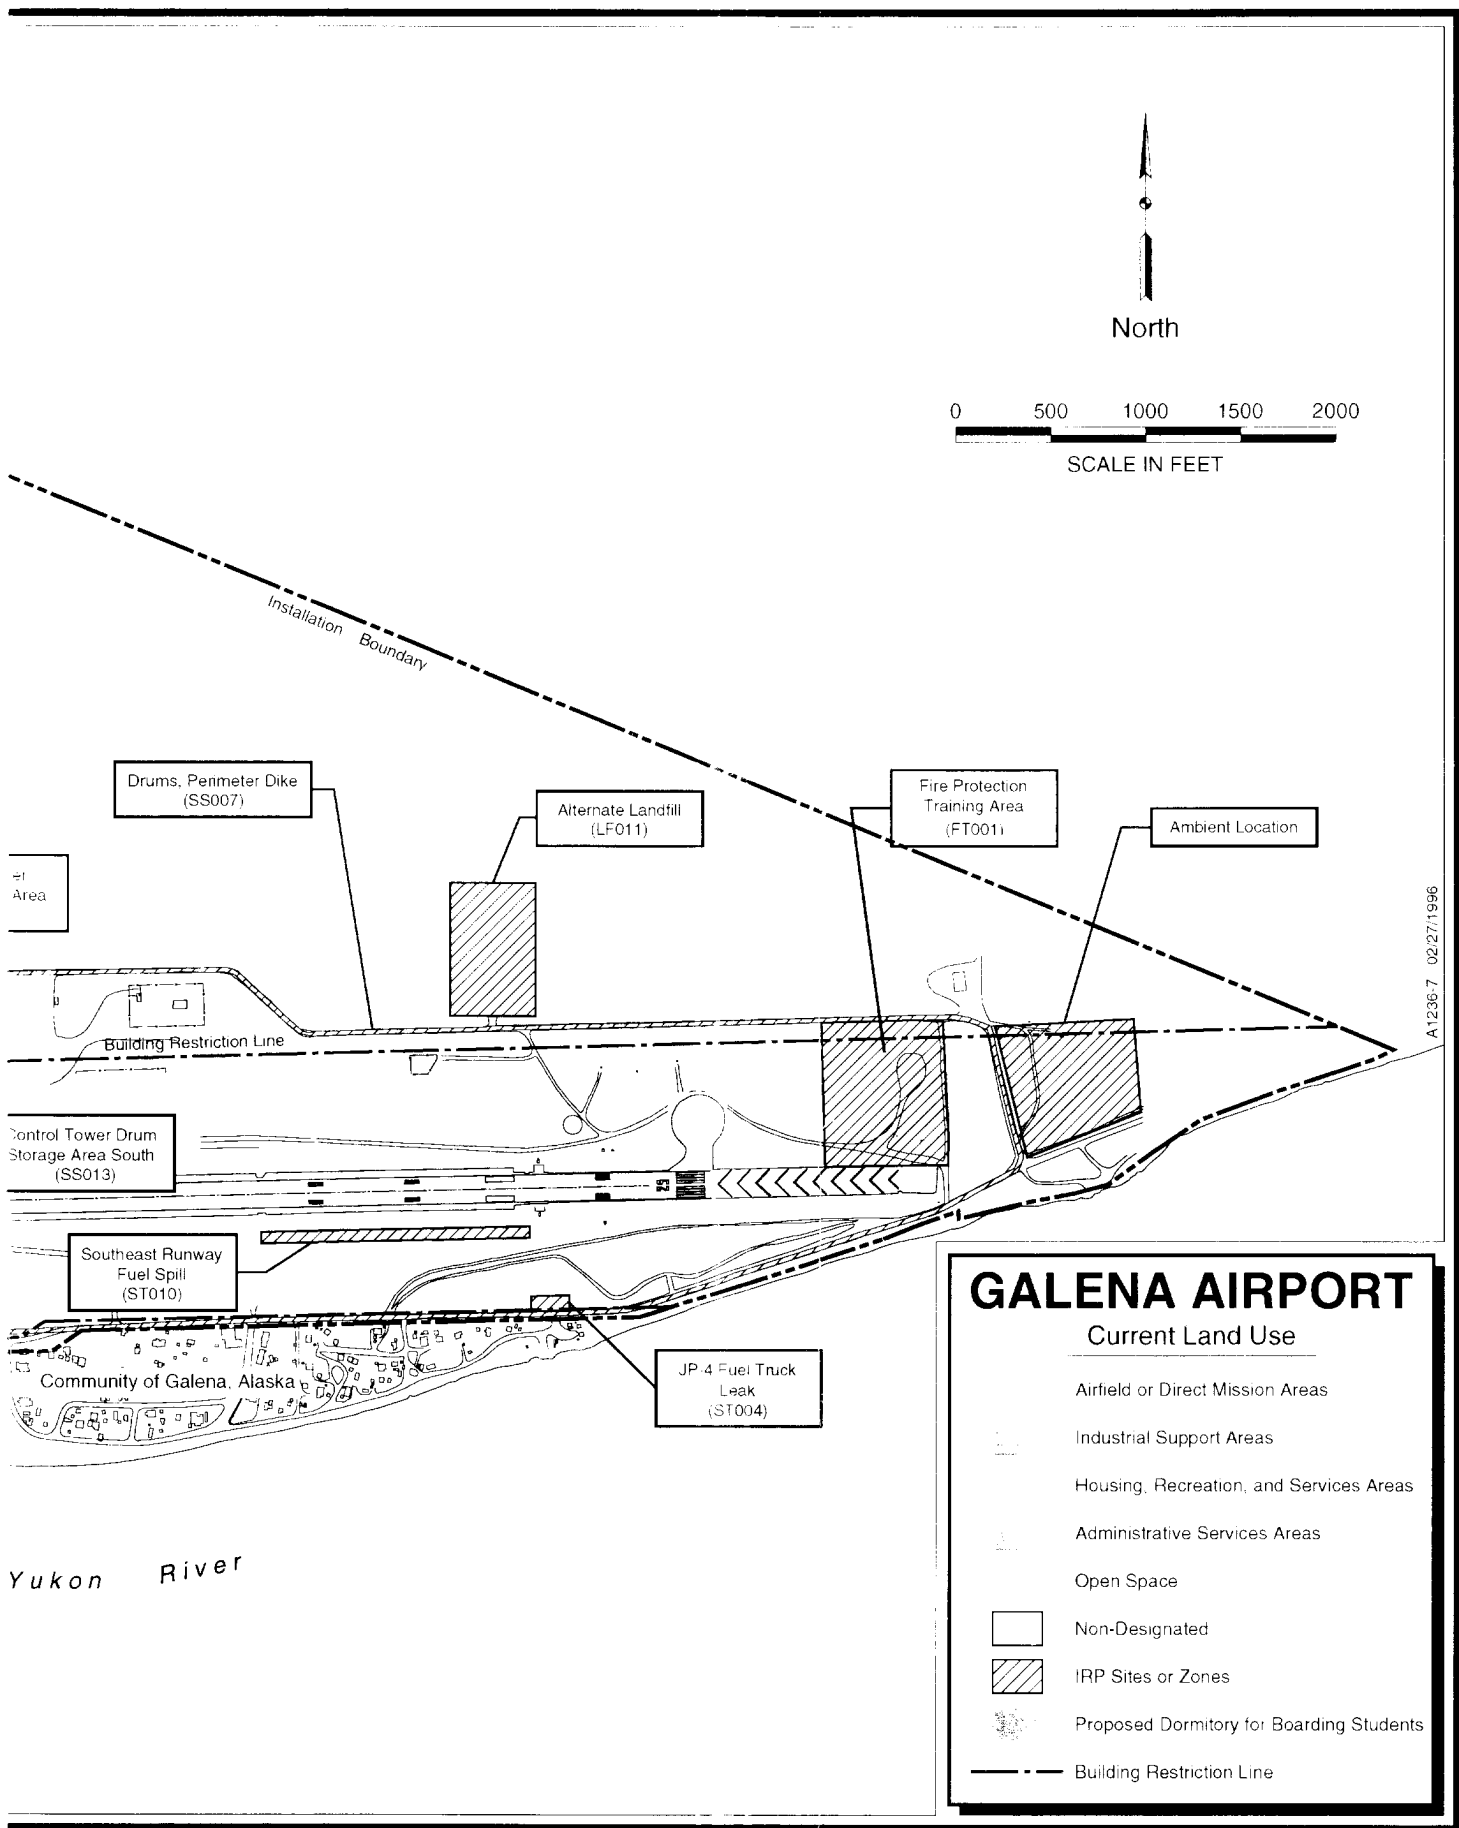 North
0 500 1000 1500 2000
SCALE IN FEET
Installation Boundary
Drums, Perimeter Dike
(SS007)
Alternate Landfill
(LF011)
Fire Protection
Training Area
(FT001)
Ambient Location
er
Area
A1236-7 02/27/1996
Building Restriction Line
Control Tower Drum
Storage Area South
(SS013)
Southeast Runway
Fuel Spill
(ST010)
JP-4 Fuel Truck
Leak
(ST004)
Community of Galena, Alaska
Yukon River
GALENA AIRPORT
Current Land Use
Airfield or Direct Mission Areas
Industrial Support Areas
Housing, Recreation, and Services Areas
Administrative Services Areas
Open Space
Non-Designated
IRP Sites or Zones
Proposed Dormitory for Boarding Students
Building Restriction Line